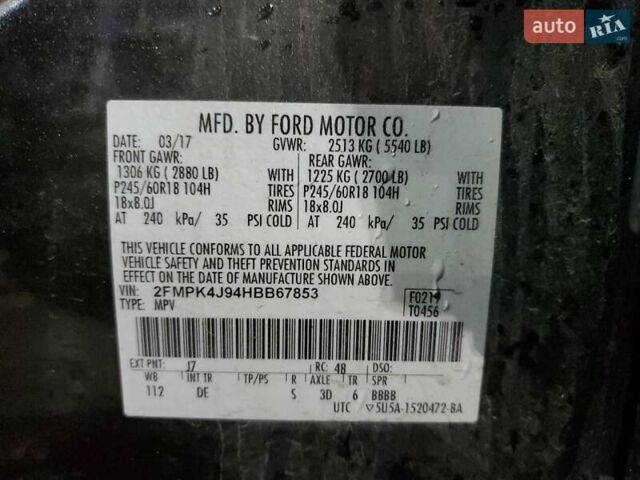 auto RIA .com
MFD. BY FORD MOTOR CO.
DATE: 03/17 GVWR: 2513 KG ( 5540 LB)
FRONT GAWR: REAR GAWR:
1306 KG ( 2880 LB) WITH 1225 KG ( 2700 LB) WITH
P245/60R18 104H TIRES P245/60R18 104H TIRES
18x8.0J RIMS 18x8.0J RIMS
AT 240 kPa/ 35 PSI COLD AT 240 kPa/ 35 PSI COLD
THIS VEHICLE CONFORMS TO ALL APPLICABLE FEDERAL MOTOR
VEHICLE SAFETY AND THEFT PREVENTION STANDARDS IN
EFFECT ON THE DATE OF MANUFACTURE SHOWN ABOVE.
VIN: 2FMPK4J94HBB67853 F0217
TYPE: MPV T0456
EXT PNT: J7 RC: 48 DSO:
WB INT TR TP/PS R AXLE TR SPR
112 DE S 3D 6 BBBB
UTC ▽5U5A-1520472-BA